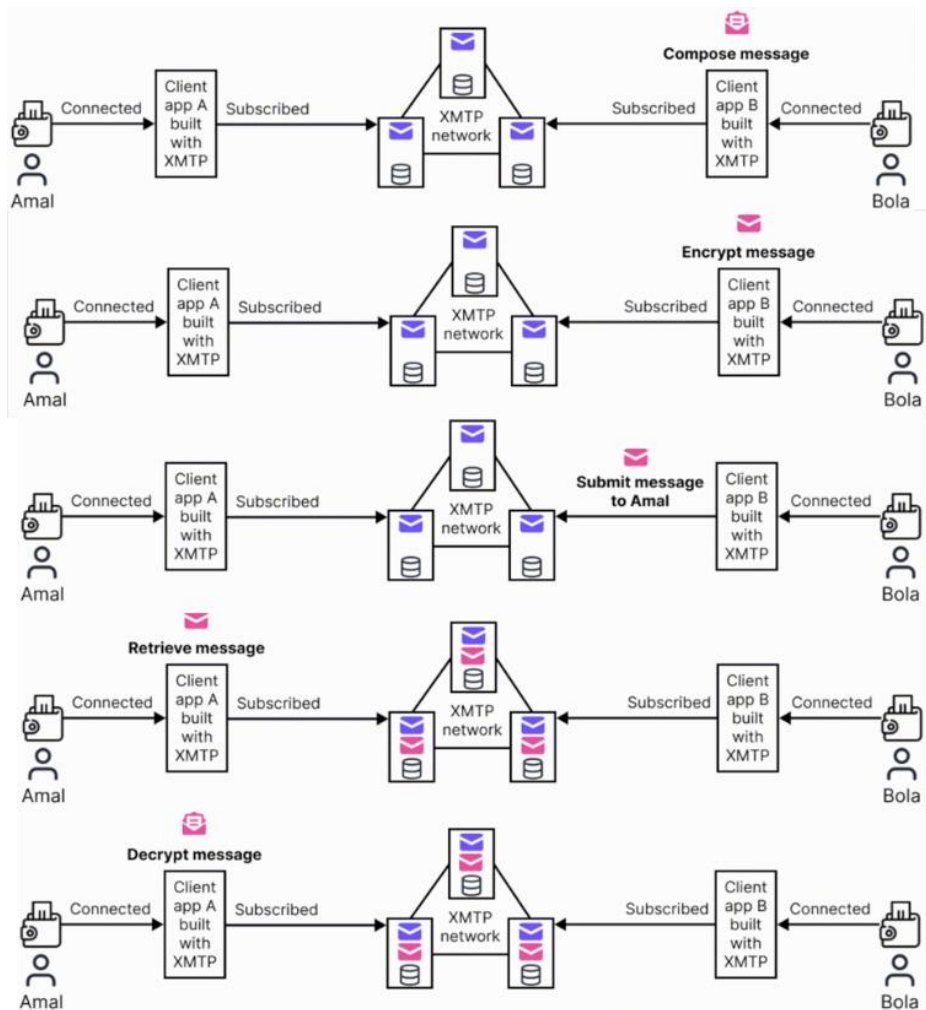 Compose message
Connected
Client
app A
built
with
XMTP
Subscribed
XMTP
network
Subscribed
Client
app B
built
with
XMTP
Connected
Amal
Bola
Encrypt message
Connected
Client
app A
built
with
XMTP
Subscribed
XMTP
network
Subscribed
Client
app B
built
with
XMTP
Connected
Amal
Bola
Submit message
to Amal
Connected
Client
app A
built
with
XMTP
Subscribed
XMTP
network
Client
app B
built
with
XMTP
Connected
Amal
Bola
Retrieve message
Connected
Client
app A
built
with
XMTP
Subscribed
XMTP
network
Subscribed
Client
app B
built
with
XMTP
Connected
Amal
Bola
Decrypt message
Connected
Client
app A
built
with
XMTP
Subscribed
XMTP
network
Subscribed
Client
app B
built
with
XMTP
Connected
Amal
Bola